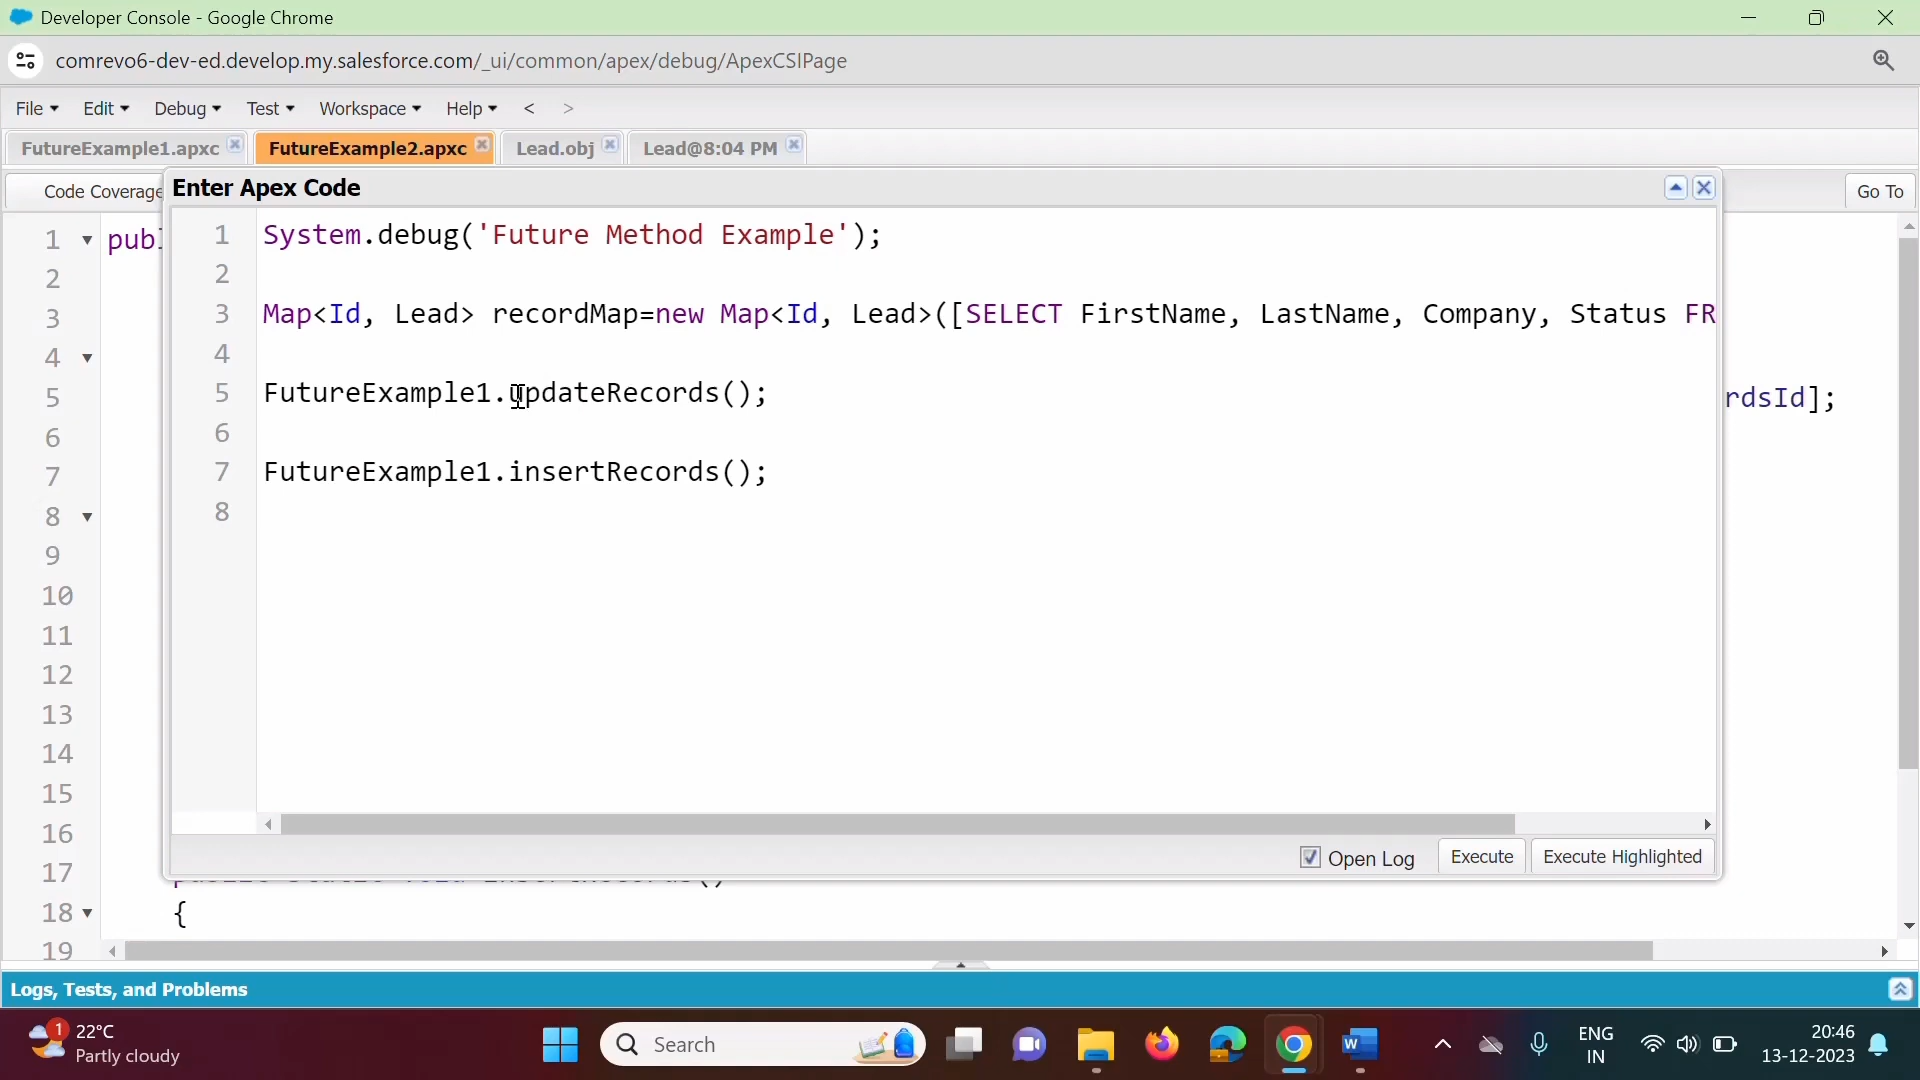 Developer Console - Google Chrome
comrevo6-dev-ed.develop.my.salesforce.com/_ui/common/apex/debug/ApexCSIPage
File Edit Debug Test Workspace Help < >
FutureExample1.apxc FutureExample2.apxc Lead.obj Lead@8:04 PM
Code Coverage Go To
Enter Apex Code
1 publ
2
3
4
5 rdsId];
6
7
8
9
10
11
12
13
14
15
16
17
18 {
19
1 System.debug('Future Method Example');
2
3 Map<Id, Lead> recordMap=new Map<Id, Lead>([SELECT FirstName, LastName, Company, Status FR
4
5 FutureExample1.updateRecords();
6
7 FutureExample1.insertRecords();
8
Open Log Execute Execute Highlighted
Logs, Tests, and Problems
1
22°C
Partly cloudy
Search
ENG
IN
20:46
13-12-2023